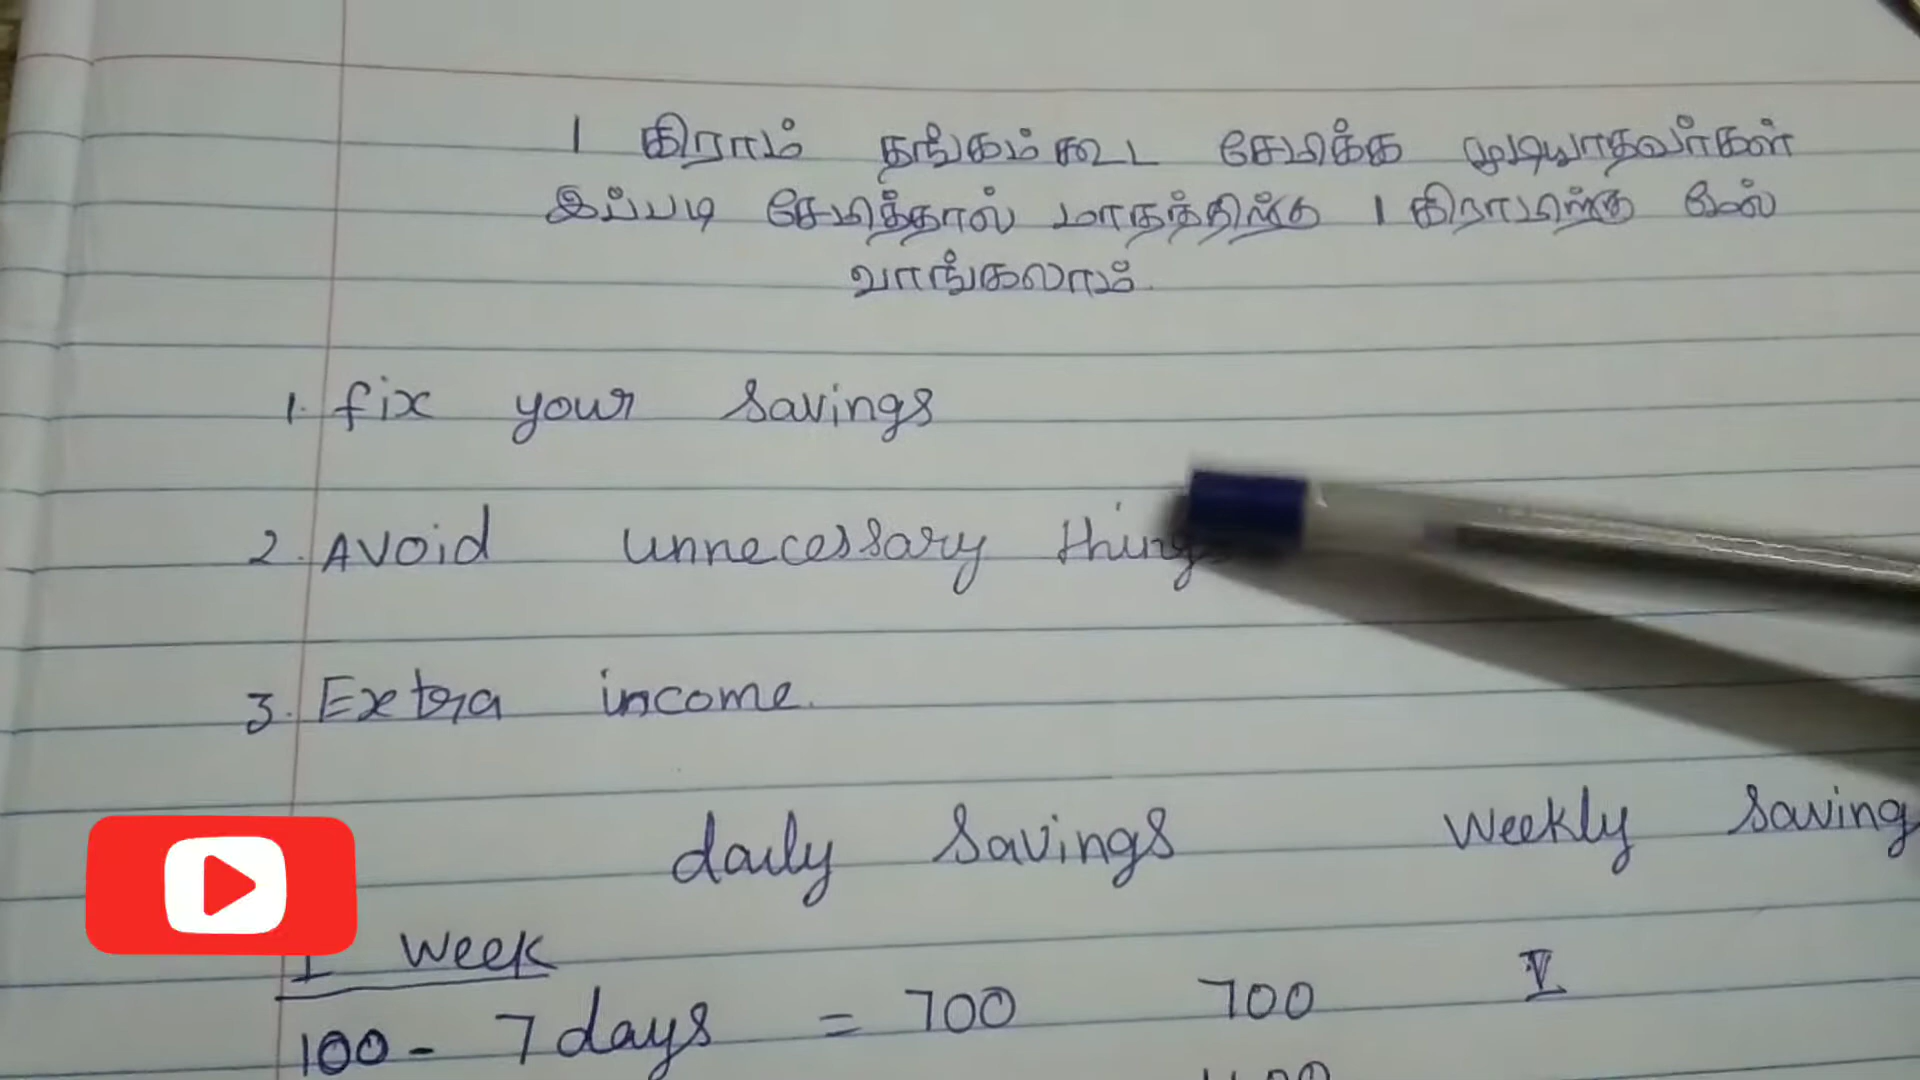 1 கிராம் தங்கம் கூட சேமிக்க முடியாதவர்கள்
இப்படி சேமித்தால் மாதத்திற்கு 1 கிராமிற்கு மேல்
வாங்கலாம்.
1. fix your savings
2. Avoid unnecessary thing
3. Extra income.
daily savings weekly saving
I week
100 - 7 days = 700 700 I